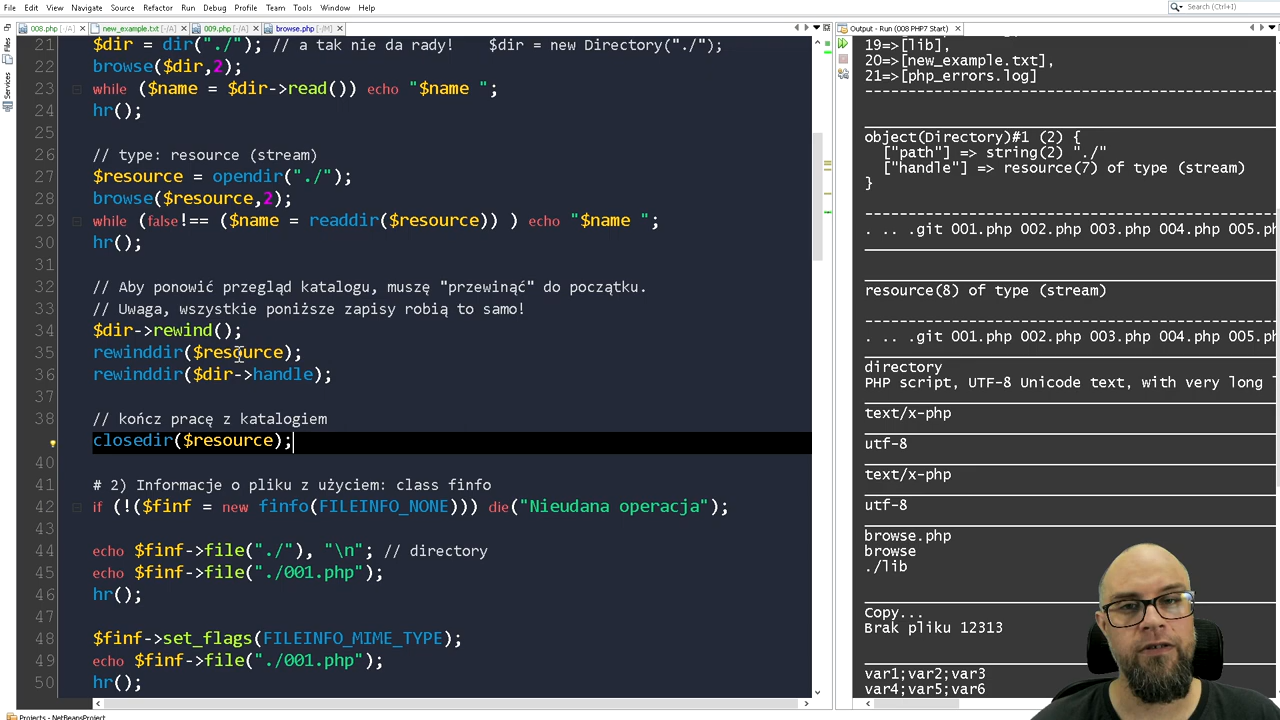 File Edit View Navigate Source Refactor Run Debug Profile Team Tools Window Help Search (Ctrl+I)
008.php [-/A] new_example.txt [-/A] 009.php [-/A] browse.php [-/M] Output - Run (008 PHP7 Start)
Files
Services
21 $dir = dir("./"); // a tak nie da rady! $dir = new Directory("./");
22 browse($dir,2);
23 while ($name = $dir->read()) echo "$name ";
24 hr();
25
26 // type: resource (stream)
27 $resource = opendir("./");
28 browse($resource,2);
29 while (false!== ($name = readdir($resource)) ) echo "$name ";
30 hr();
31
32 // Aby ponowić przegląd katalogu, muszę "przewinąć" do początku.
33 // Uwaga, wszystkie poniższe zapisy robią to samo!
34 $dir->rewind();
35 rewinddir($resource);
36 rewinddir($dir->handle);
37
38 // kończ pracę z katalogiem
closedir($resource);
40
41 # 2) Informacje o pliku z użyciem: class finfo
42 if (!($finf = new finfo(FILEINFO_NONE))) die("Nieudana operacja");
43
44 echo $finf->file("./"), "\n"; // directory
45 echo $finf->file("./001.php");
46 hr();
47
48 $finf->set_flags(FILEINFO_MIME_TYPE);
49 echo $finf->file("./001.php");
50 hr();
19=>[lib],
20=>[new_example.txt],
21=>[php_errors.log]
object(Directory)#1 (2) {
["path"] => string(2) "./"
["handle"] => resource(7) of type (stream)
}
. .. .git 001.php 002.php 003.php 004.php 005.p
resource(8) of type (stream)
. .. .git 001.php 002.php 003.php 004.php 005.p
directory
PHP script, UTF-8 Unicode text, with very long l
text/x-php
utf-8
text/x-php
utf-8
browse.php
browse
./lib
Copy...
Brak pliku 12313
var1;var2;var3
var4;var5;var6
Projects - NetBeansProject